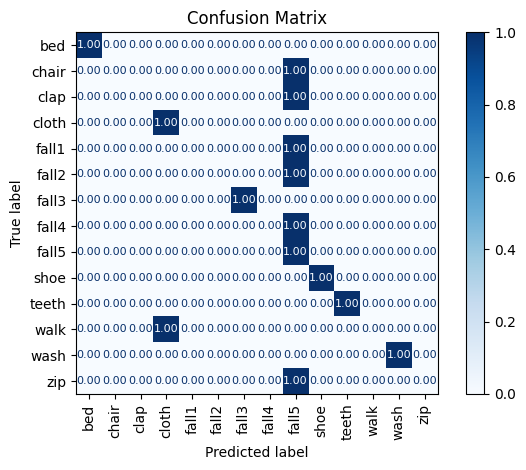 Confusion Matrix
bed 1.00 0.00 0.00 0.00 0.00 0.00 0.00 0.00 0.00 0.00 0.00 0.00 0.00 0.00
chair 0.00 0.00 0.00 0.00 0.00 0.00 0.00 0.00 1.00 0.00 0.00 0.00 0.00 0.00
clap 0.00 0.00 0.00 0.00 0.00 0.00 0.00 0.00 1.00 0.00 0.00 0.00 0.00 0.00
cloth 0.00 0.00 0.00 1.00 0.00 0.00 0.00 0.00 0.00 0.00 0.00 0.00 0.00 0.00
fall1 0.00 0.00 0.00 0.00 0.00 0.00 0.00 0.00 1.00 0.00 0.00 0.00 0.00 0.00
fall2 0.00 0.00 0.00 0.00 0.00 0.00 0.00 0.00 1.00 0.00 0.00 0.00 0.00 0.00
fall3 0.00 0.00 0.00 0.00 0.00 0.00 1.00 0.00 0.00 0.00 0.00 0.00 0.00 0.00
fall4 0.00 0.00 0.00 0.00 0.00 0.00 0.00 0.00 1.00 0.00 0.00 0.00 0.00 0.00
fall5 0.00 0.00 0.00 0.00 0.00 0.00 0.00 0.00 1.00 0.00 0.00 0.00 0.00 0.00
shoe 0.00 0.00 0.00 0.00 0.00 0.00 0.00 0.00 0.00 1.00 0.00 0.00 0.00 0.00
teeth 0.00 0.00 0.00 0.00 0.00 0.00 0.00 0.00 0.00 0.00 1.00 0.00 0.00 0.00
walk 0.00 0.00 0.00 1.00 0.00 0.00 0.00 0.00 0.00 0.00 0.00 0.00 0.00 0.00
wash 0.00 0.00 0.00 0.00 0.00 0.00 0.00 0.00 0.00 0.00 0.00 0.00 1.00 0.00
zip 0.00 0.00 0.00 0.00 0.00 0.00 0.00 0.00 1.00 0.00 0.00 0.00 0.00 0.00
True label
bed chair clap cloth fall1 fall2 fall3 fall4 fall5 shoe teeth walk wash zip
Predicted label
1.0
0.8
0.6
0.4
0.2
0.0